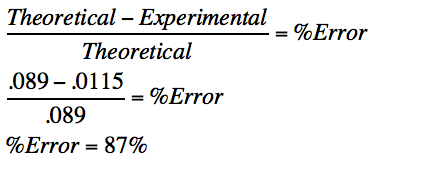 Theoretical – Experimental
Theoretical
= %Error
.089 – .0115
.089
= %Error
%Error = 87%